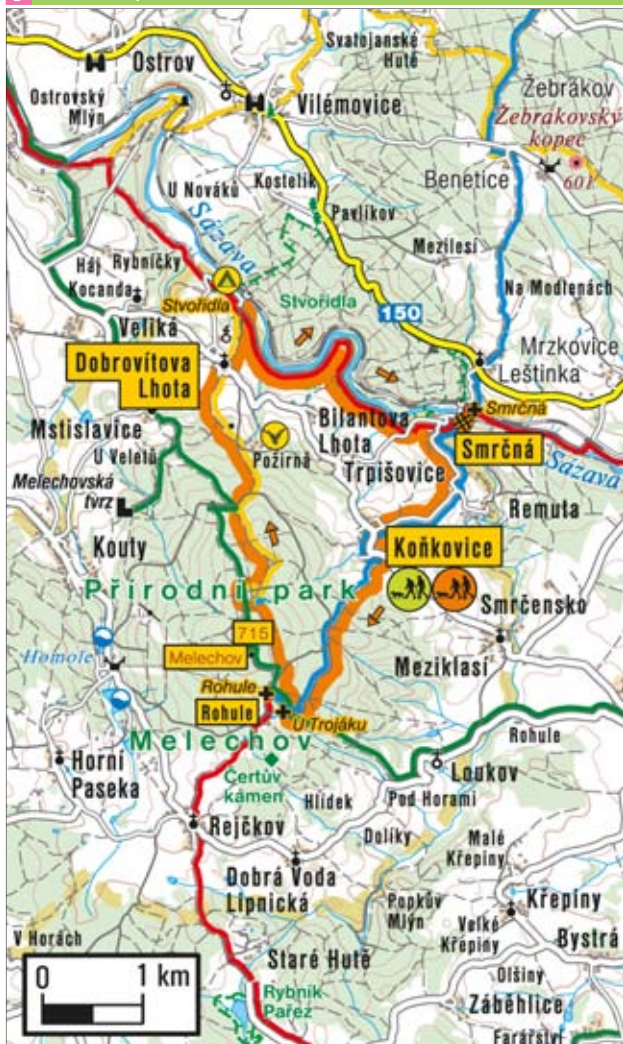 Svatojanské
Hutě
Ostrov
Žebrákov
Ostrovský
Mlýn
Vilémovice
Žebrákovský
kopec
601
Benetice
U Nováků
Kostelík
Sázava
Pavlíkov
Mezilesí
Háj
Rybníčky
Kocanda
Na Modlenách
Stvořidla
Stvořidla
150
Veliká
Mrzkovice
Leštinka
Dobrovítova
Lhota
Smrčná
Bilantova
Lhota
Mstislavice
U Veletů
Požirná
Smrčná
Trpišovice
Sázava
Melechovská
tvrz
Remuta
Kouty
Koňkovice
Přírodní park
Smrčensko
715
Homole
Melechov
Meziklasí
Rohule
Rohule
U Trojáku
Rohule
Melechov
Horní
Paseka
Čertův
kámen
Loukov
Hlídek
Pod Horami
Rejčkov
Dolíky
Malé
Křepiny
Dobrá Voda
Lipnická
Popkův
Mlýn
Křepiny
V Horách
Velké
Křepiny
Bystrá
Staré Hutě
0 1 km
Olšiny
Rybník
Pařez
Záběhlice
Farářství